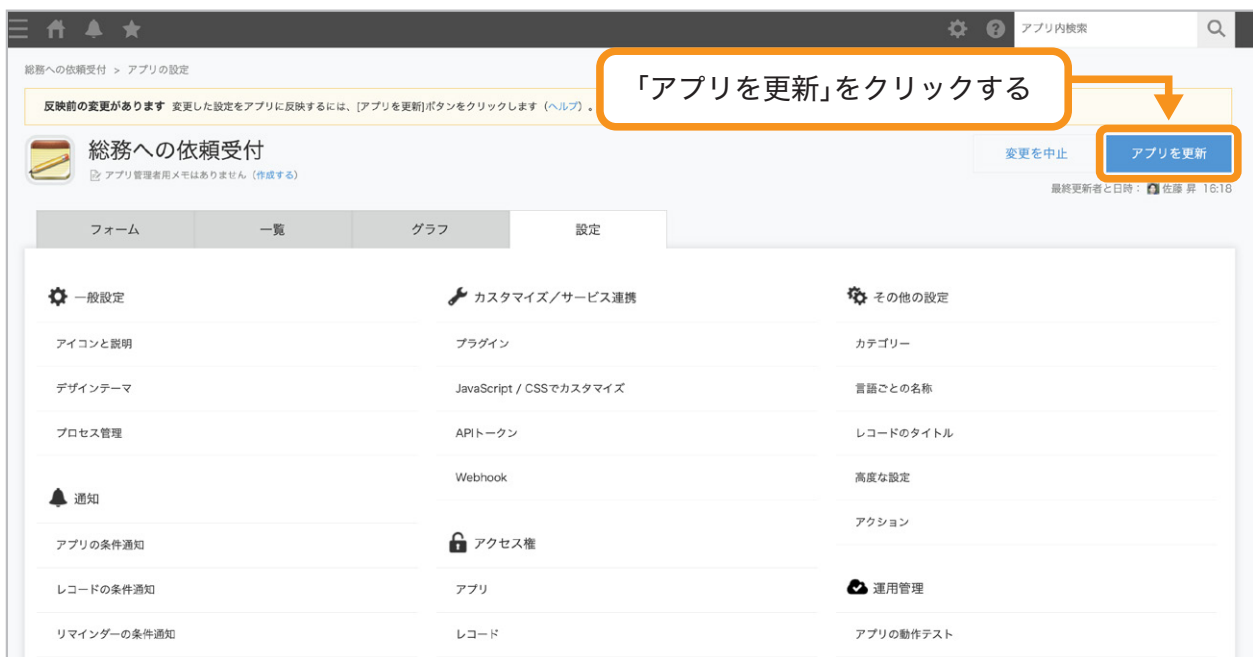 アプリ内検索
総務への依頼受付 > アプリの設定
「アプリを更新」をクリックする
反映前の変更があります 変更した設定をアプリに反映するには、[アプリを更新]ボタンをクリックします（ヘルプ）。
総務への依頼受付
アプリ管理者用メモはありません（作成する）
変更を中止
アプリを更新
最終更新者と日時： 佐藤 昇 16:18
フォーム 一覧 グラフ 設定
一般設定
アイコンと説明
デザインテーマ
プロセス管理
通知
アプリの条件通知
レコードの条件通知
リマインダーの条件通知
カスタマイズ／サービス連携
プラグイン
JavaScript / CSSでカスタマイズ
APIトークン
Webhook
アクセス権
アプリ
レコード
その他の設定
カテゴリー
言語ごとの名称
レコードのタイトル
高度な設定
アクション
運用管理
アプリの動作テスト